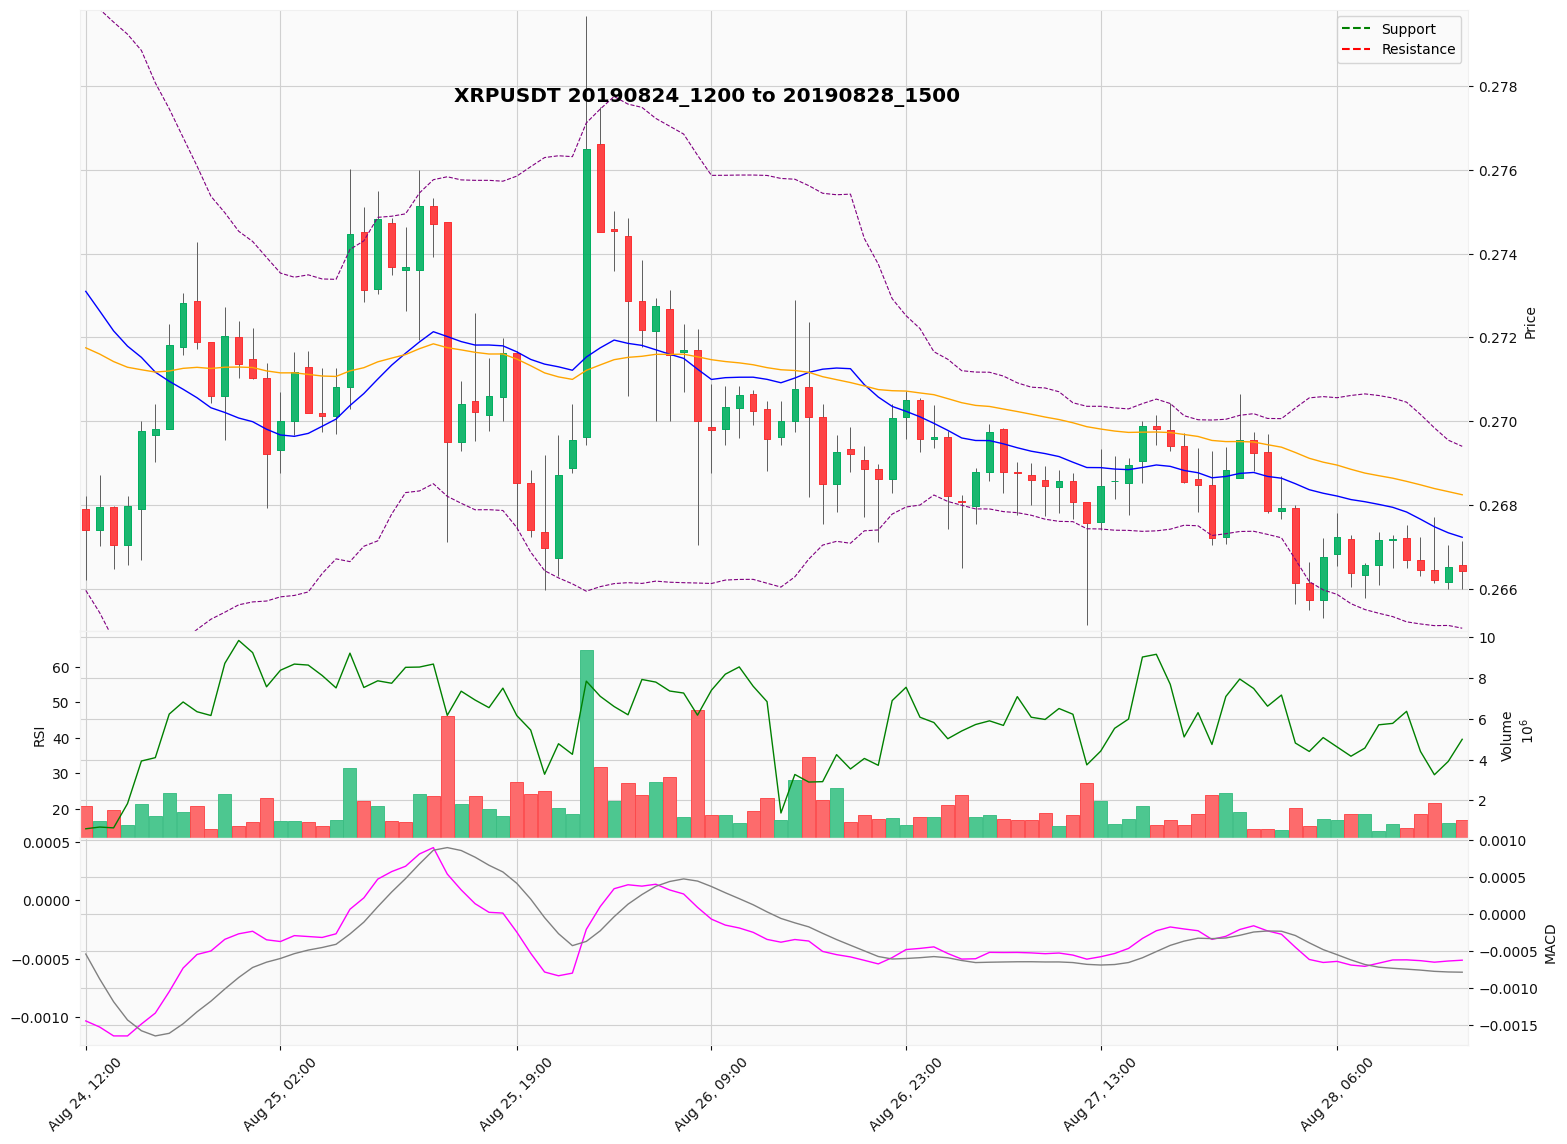 XRPUSDT 20190824_1200 to 20190828_1500
Support
Resistance
0.278
0.276
0.274
0.272
0.270
0.268
0.266
Price
60
50
40
30
20
RSI
10
8
6
4
2
Volume
10^6
0.0005
0.0000
−0.0005
−0.0010
0.0010
0.0005
0.0000
−0.0005
−0.0010
−0.0015
MACD
Aug 24, 12:00
Aug 25, 02:00
Aug 25, 19:00
Aug 26, 09:00
Aug 26, 23:00
Aug 27, 13:00
Aug 28, 06:00